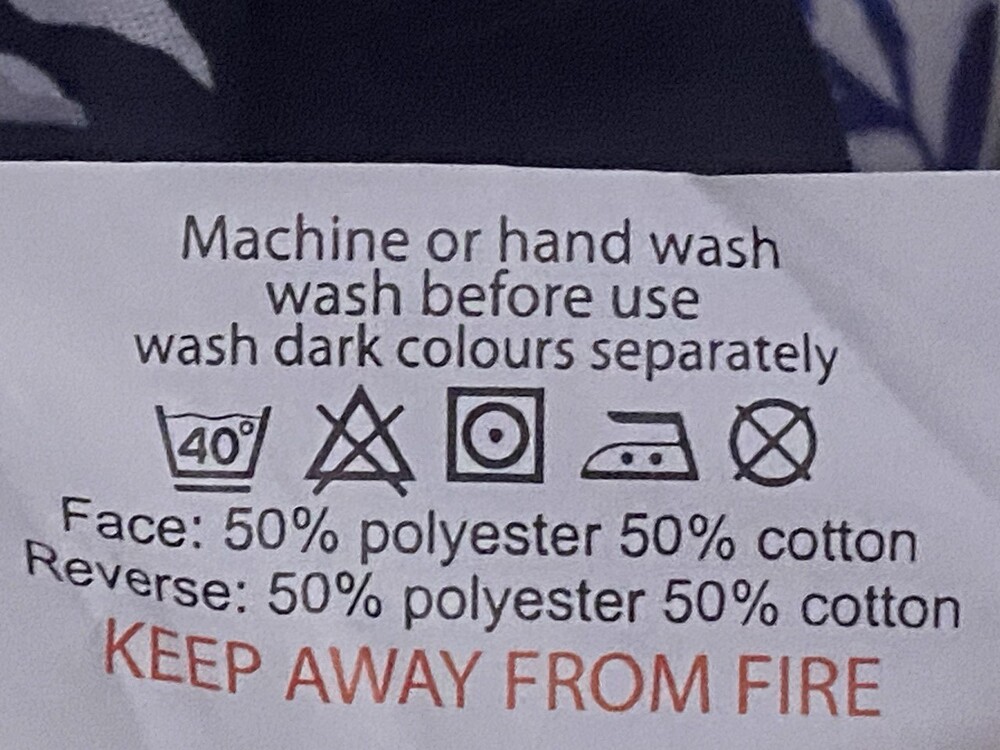 Machine or hand wash
wash before use
wash dark colours separately
40°
Face: 50% polyester 50% cotton
Reverse: 50% polyester 50% cotton
KEEP AWAY FROM FIRE